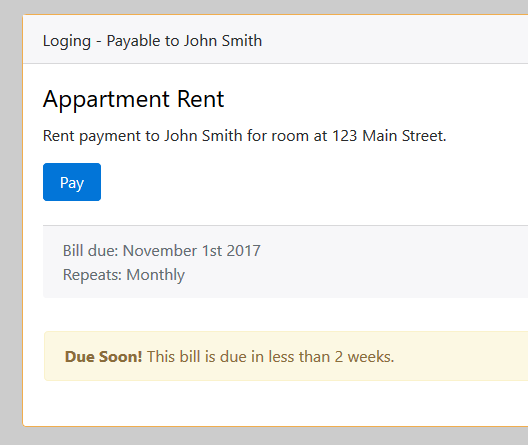 Loging - Payable to John Smith
Appartment Rent
Rent payment to John Smith for room at 123 Main Street.
Pay
Bill due: November 1st 2017
Repeats: Monthly
Due Soon! This bill is due in less than 2 weeks.